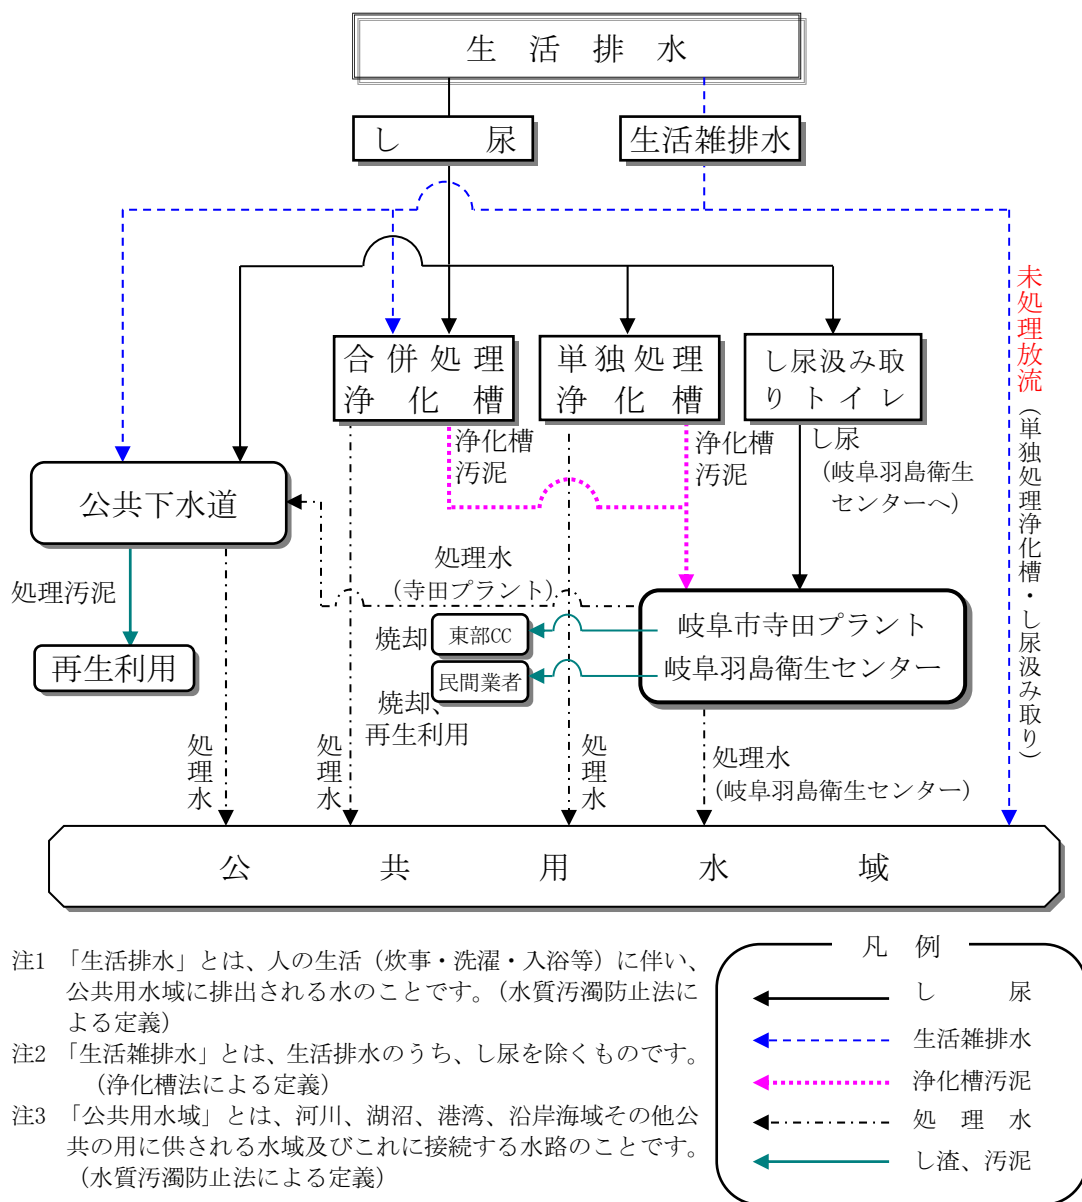 生活排水
し尿
生活雑排水
未処理放流（単独処理浄化槽・し尿汲み取り）
合併処理
浄化槽
単独処理
浄化槽
し尿汲み取
りトイレ
浄化槽
汚泥
浄化槽
汚泥
し尿
（岐阜羽島衛生
センターへ）
公共下水道
処理水
（寺田プラント）
処理汚泥
再生利用
焼却
東部CC
民間業者
焼却、
再生利用
岐阜市寺田プラント
岐阜羽島衛生センター
処理水
処理水
処理水
処理水
（岐阜羽島衛生センター）
公共用水域
注1 「生活排水」とは、人の生活（炊事・洗濯・入浴等）に伴い、
公共用水域に排出される水のことです。（水質汚濁防止法に
よる定義）
注2 「生活雑排水」とは、生活排水のうち、し尿を除くものです。
（浄化槽法による定義）
注3 「公共用水域」とは、河川、湖沼、港湾、沿岸海域その他公
共の用に供される水域及びこれに接続する水路のことです。
（水質汚濁防止法による定義）
凡例
し尿
生活雑排水
浄化槽汚泥
処理水
し渣、汚泥